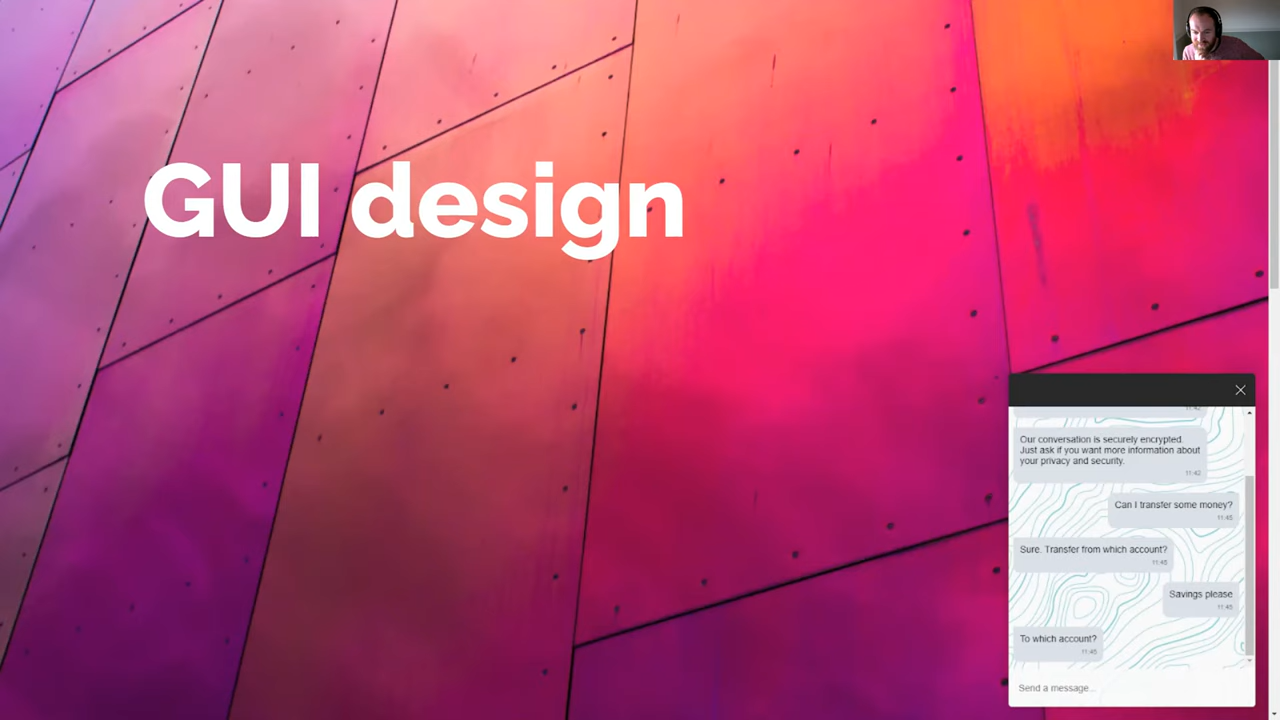 GUI design
11:42
Our conversation is securely encrypted.
Just ask if you want more information about
your privacy and security.
11:42
Can I transfer some money?
11:45
Sure. Transfer from which account?
11:45
Savings please
11:45
To which account?
11:45
Send a message...